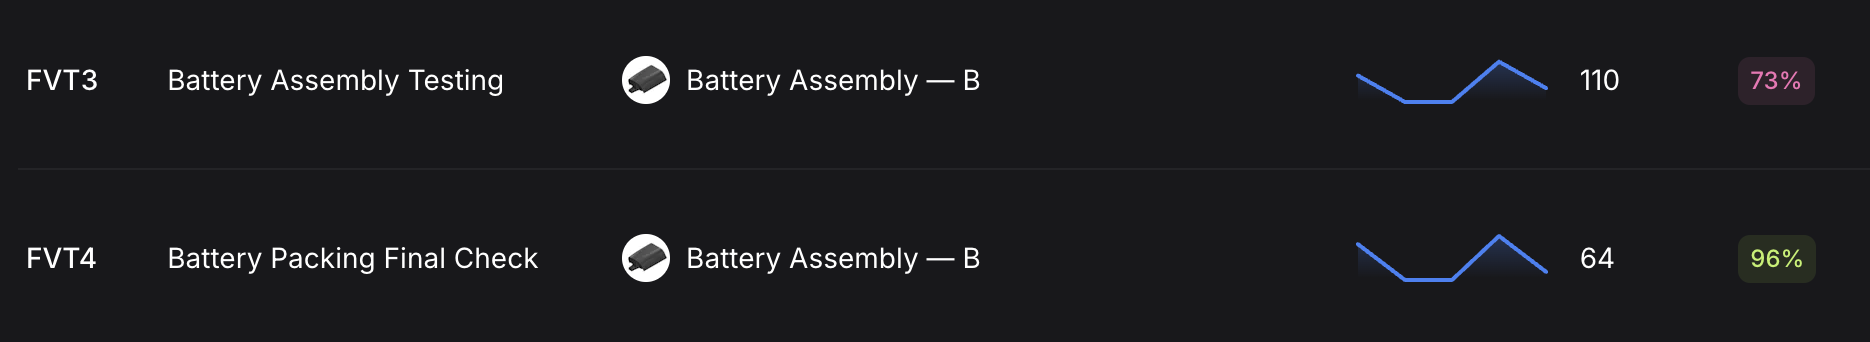 FVT3 Battery Assembly Testing Battery Assembly — B 110 73%
FVT4 Battery Packing Final Check Battery Assembly — B 64 96%